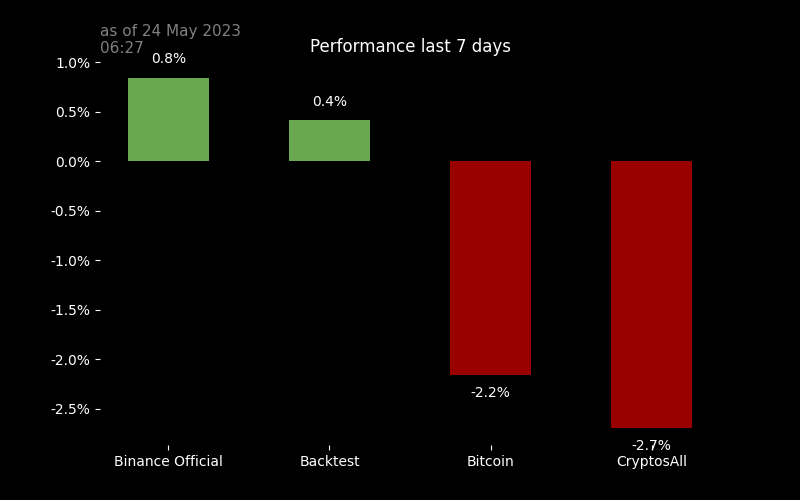 as of 24 May 2023
06:27
Performance last 7 days
1.0%
0.5%
0.0%
-0.5%
-1.0%
-1.5%
-2.0%
-2.5%
0.8%
0.4%
-2.2%
-2.7%
Binance Official
Backtest
Bitcoin
CryptosAll